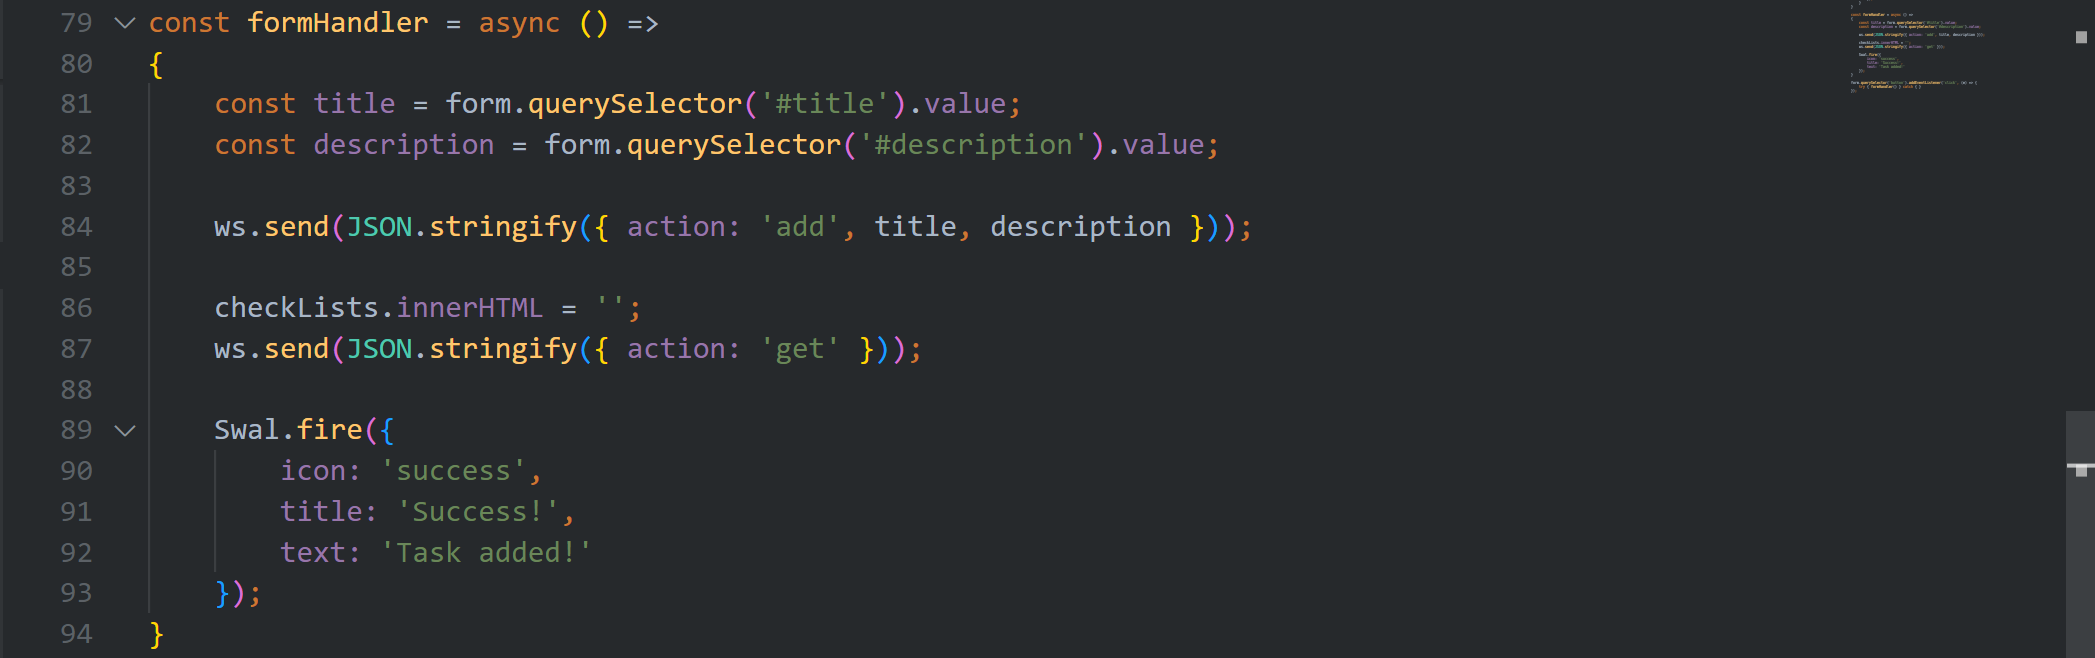 79 const formHandler = async () =>
80 {
81 const title = form.querySelector('#title').value;
82 const description = form.querySelector('#description').value;
83
84 ws.send(JSON.stringify({ action: 'add', title, description }));
85
86 checkLists.innerHTML = '';
87 ws.send(JSON.stringify({ action: 'get' }));
88
89 Swal.fire({
90 icon: 'success',
91 title: 'Success!',
92 text: 'Task added!'
93 });
94 }